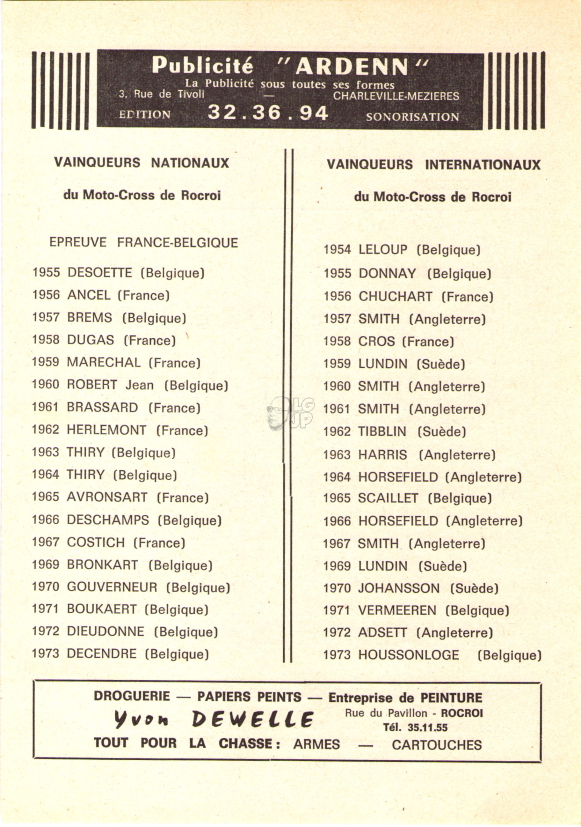 Publicité "ARDENN"
La Publicité sous toutes ses formes
3, Rue de Tivoli — CHARLEVILLE-MEZIERES
EDITION 32.36.94 SONORISATION
VAINQUEURS NATIONAUX
du Moto-Cross de Rocroi
EPREUVE FRANCE-BELGIQUE
1955 DESOETTE (Belgique)
1956 ANCEL (France)
1957 BREMS (Belgique)
1958 DUGAS (France)
1959 MARECHAL (France)
1960 ROBERT Jean (Belgique)
1961 BRASSARD (France)
1962 HERLEMONT (France)
1963 THIRY (Belgique)
1964 THIRY (Belgique)
1965 AVRONSART (France)
1966 DESCHAMPS (Belgique)
1967 COSTICH (France)
1969 BRONKART (Belgique)
1970 GOUVERNEUR (Belgique)
1971 BOUKAERT (Belgique)
1972 DIEUDONNE (Belgique)
1973 DECENDRE (Belgique)
VAINQUEURS INTERNATIONAUX
du Moto-Cross de Rocroi
1954 LELOUP (Belgique)
1955 DONNAY (Belgique)
1956 CHUCHART (France)
1957 SMITH (Angleterre)
1958 CROS (France)
1959 LUNDIN (Suède)
1960 SMITH (Angleterre)
1961 SMITH (Angleterre)
1962 TIBBLIN (Suède)
1963 HARRIS (Angleterre)
1964 HORSEFIELD (Angleterre)
1965 SCAILLET (Belgique)
1966 HORSEFIELD (Angleterre)
1967 SMITH (Angleterre)
1969 LUNDIN (Suède)
1970 JOHANSSON (Suède)
1971 VERMEEREN (Belgique)
1972 ADSETT (Angleterre)
1973 HOUSSONLOGE (Belgique)
LG
JP
DROGUERIE — PAPIERS PEINTS — Entreprise de PEINTURE
Yvon DEWELLE
Rue du Pavillon - ROCROI
Tél. 35.11.55
TOUT POUR LA CHASSE : ARMES — CARTOUCHES